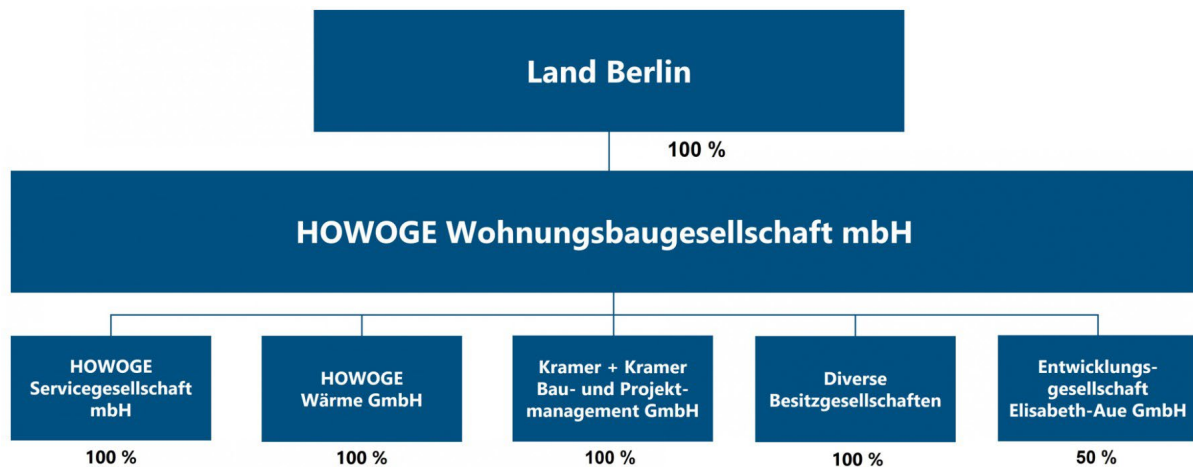 Land Berlin
100 %
HOWOGE Wohnungsbaugesellschaft mbH
HOWOGE
Servicegesellschaft
mbH
100 %
HOWOGE
Wärme GmbH
100 %
Kramer + Kramer
Bau- und Projekt-
management GmbH
100 %
Diverse
Besitzgesellschaften
100 %
Entwicklungs-
gesellschaft
Elisabeth-Aue GmbH
50 %